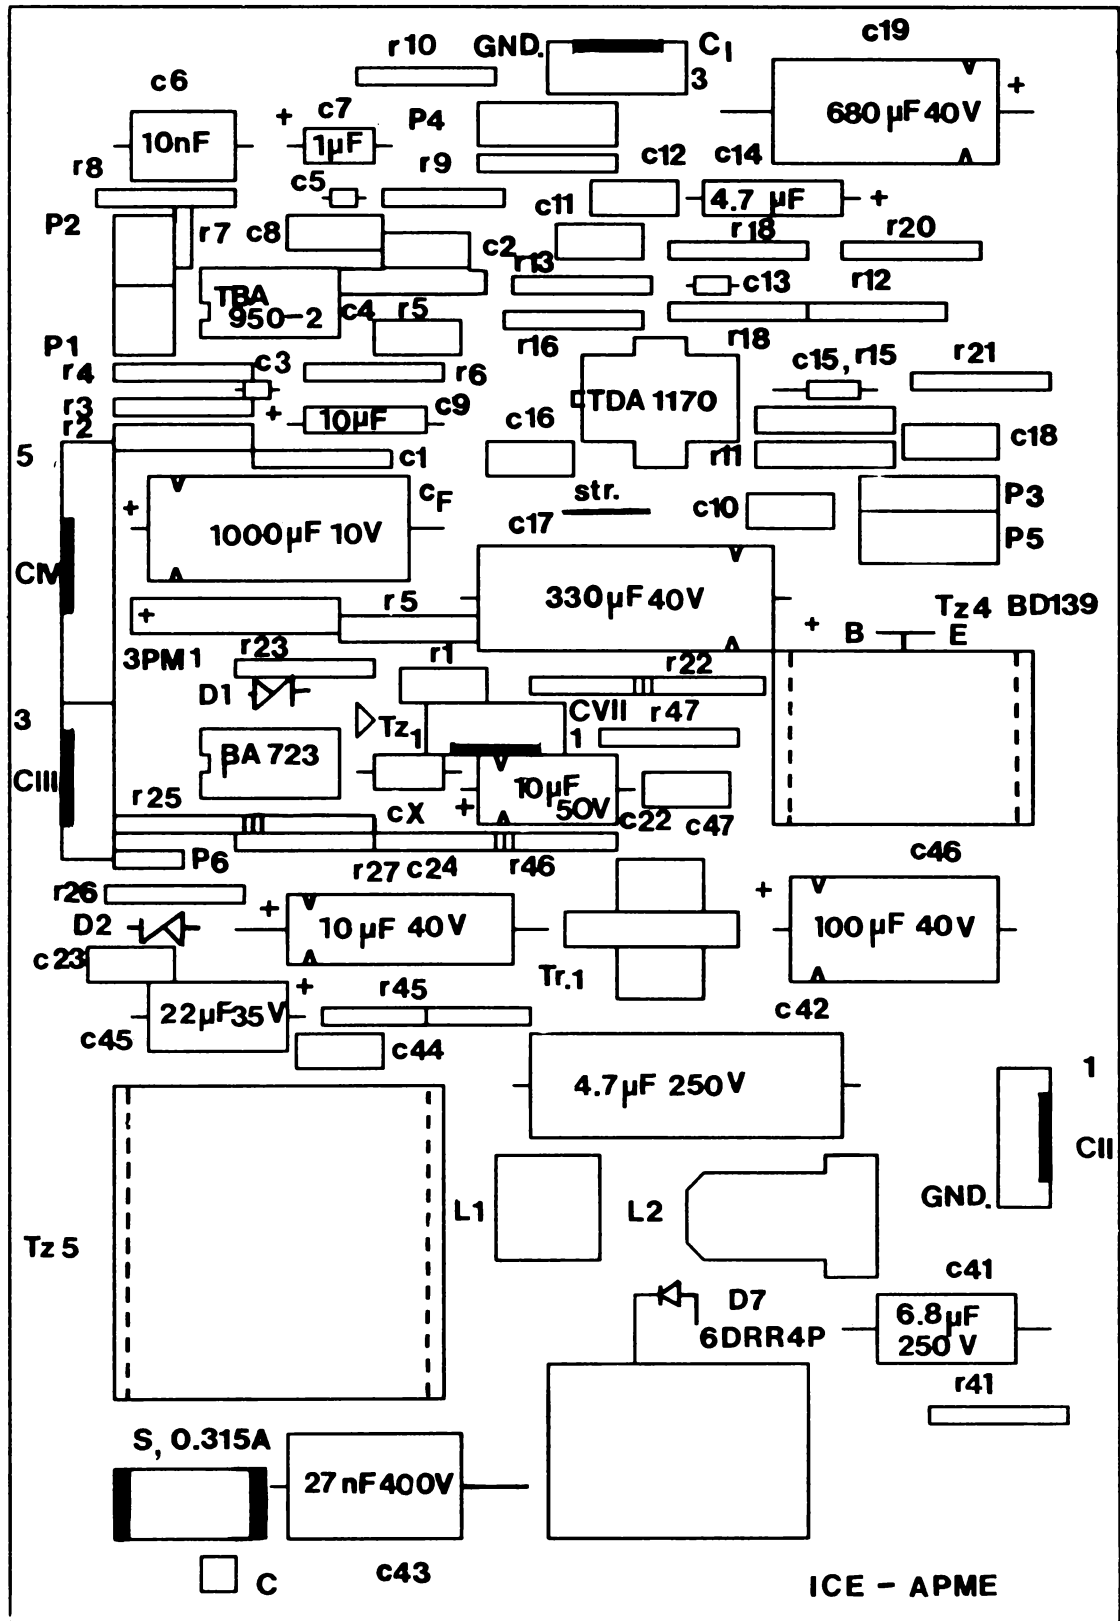 c19
r10
GND.
C I
3
c6
+
680 µF 40V
+
c7
P4
10nF
1µF
r8
c5
r9
c12
c14
4.7 µF
+
P2
r7
c8
c11
r18
r20
c2
r13
TBA
950-2
c4
r5
c13
r12
P1
r16
r18
r4
c3
r6
c15, r15
r21
r3
+
10µF
c9
TDA 1170
r2
c16
c18
5
c1
r11
+
cF
str.
c10
P3
1000µF 10V
c17
P5
CM
330µF 40V
r5
Tz4 BD139
+
+
B
E
3PM1
r23
r1
r22
D1
3
Tz1
CVII
r47
1
BA 723
10µF
50V
CIII
r25
cX
+
c22
c47
P6
r27
c24
r46
c46
r26
+
+
D2
10 µF 40V
100 µF 40V
c23
Tr.1
+
22µF35V
r45
c42
c45
c44
4.7µF 250V
1
CII
L1
L2
GND.
Tz 5
c41
D7
6DRR4P
6.8µF
250 V
r41
S, 0.315A
27nF400V
c43
C
ICE - APME